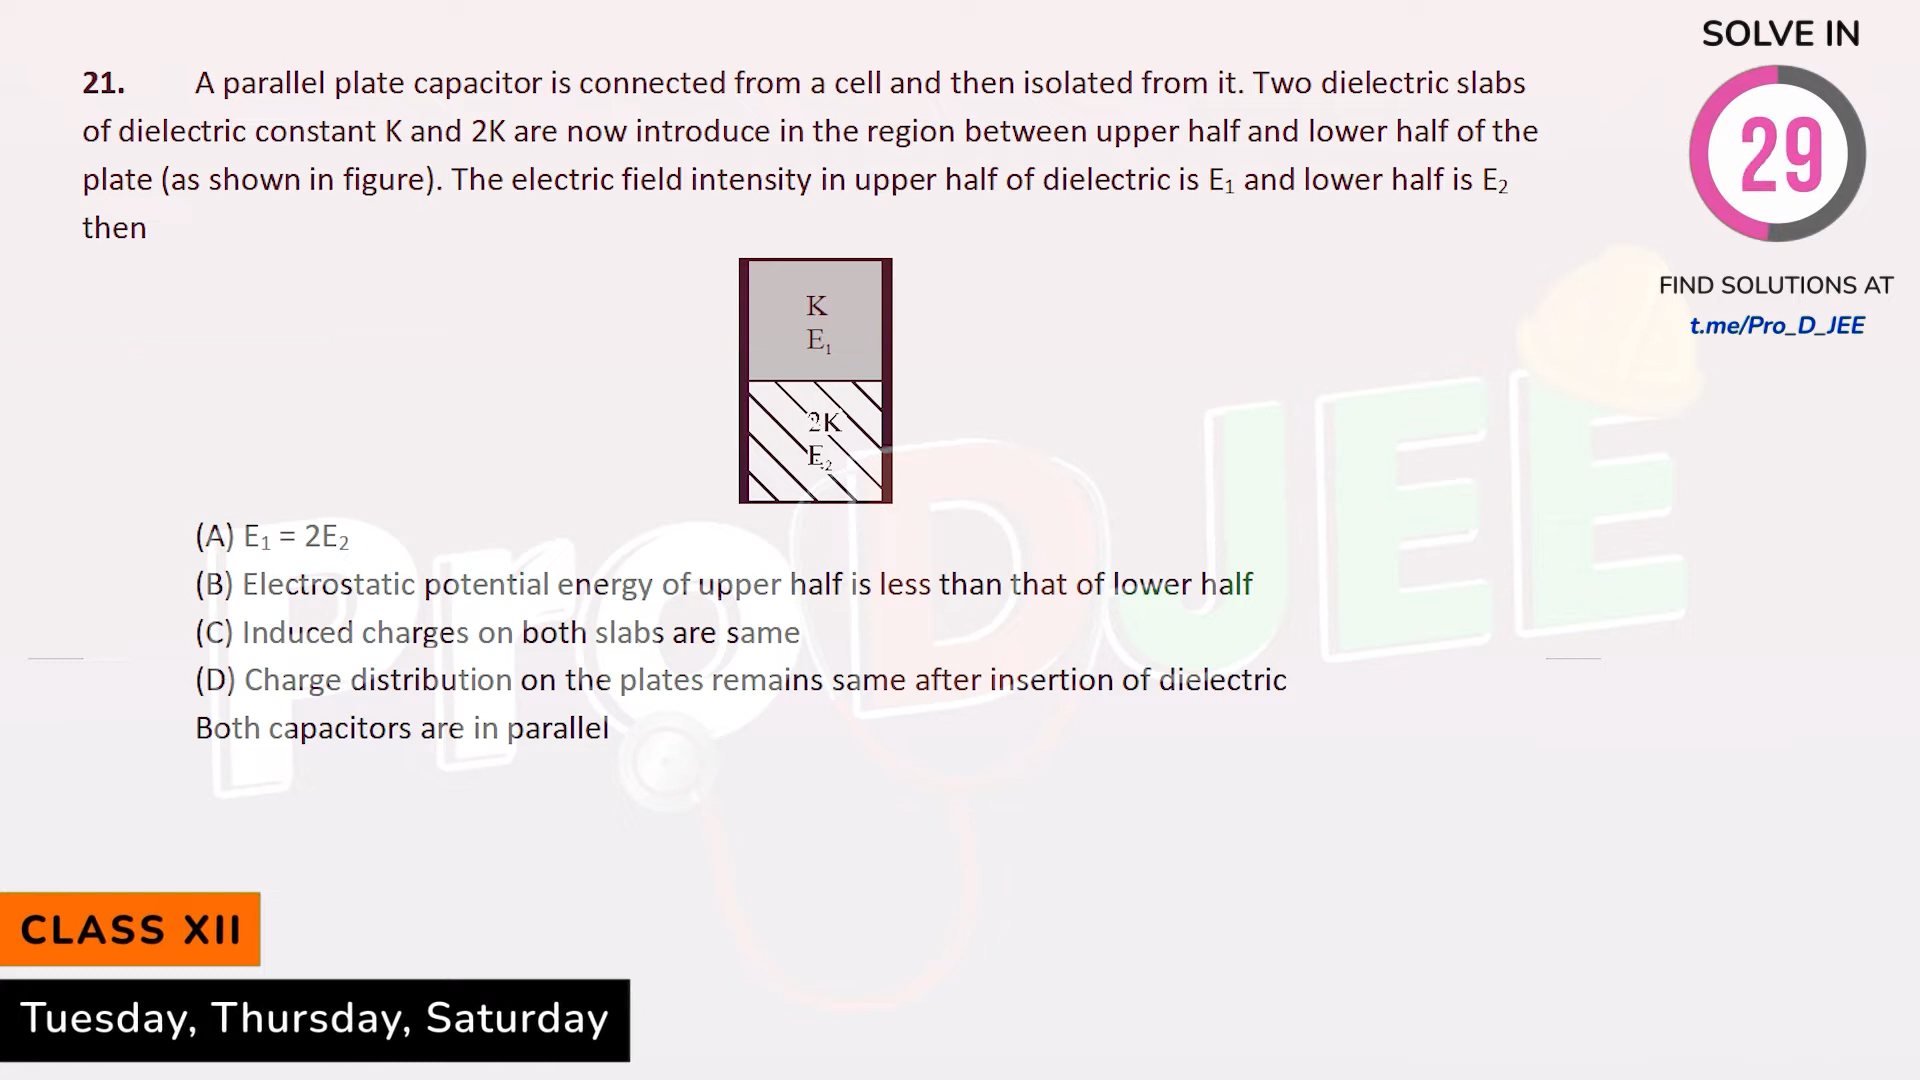 SOLVE IN
29
FIND SOLUTIONS AT
t.me/Pro_D_JEE
21. A parallel plate capacitor is connected from a cell and then isolated from it. Two dielectric slabs
of dielectric constant K and 2K are now introduce in the region between upper half and lower half of the
plate (as shown in figure). The electric field intensity in upper half of dielectric is E₁ and lower half is E₂
then
K
E₁
2K
E₂
(A) E₁ = 2E₂
(B) Electrostatic potential energy of upper half is less than that of lower half
(C) Induced charges on both slabs are same
(D) Charge distribution on the plates remains same after insertion of dielectric
Both capacitors are in parallel
Pro DJEE
CLASS XII
Tuesday, Thursday, Saturday